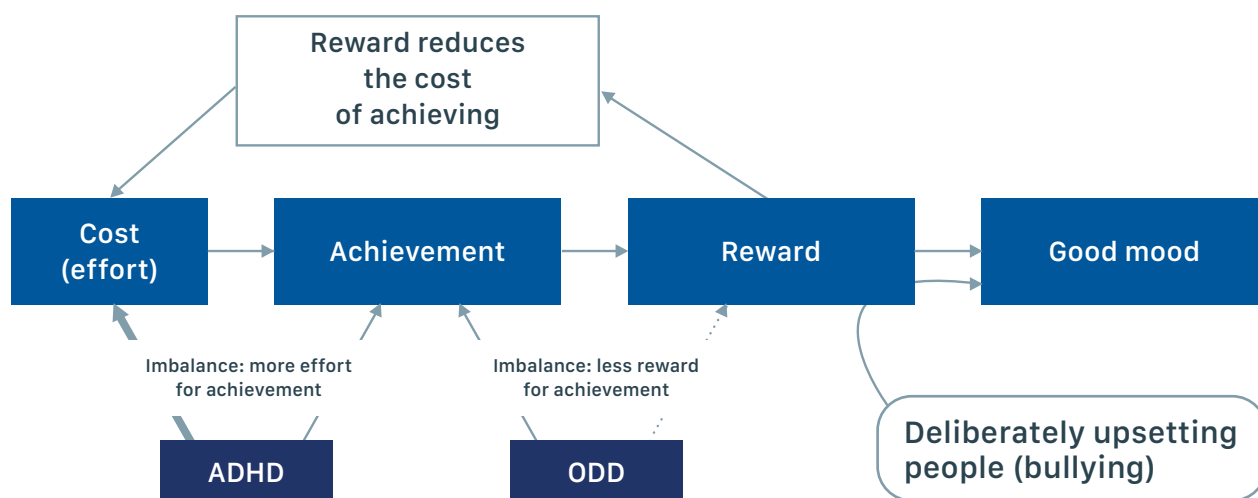 Reward reduces
the cost
of achieving
Cost
(effort)
Achievement
Reward
Good mood
Imbalance: more effort
for achievement
Imbalance: less reward
for achievement
ADHD
ODD
Deliberately upsetting
people (bullying)